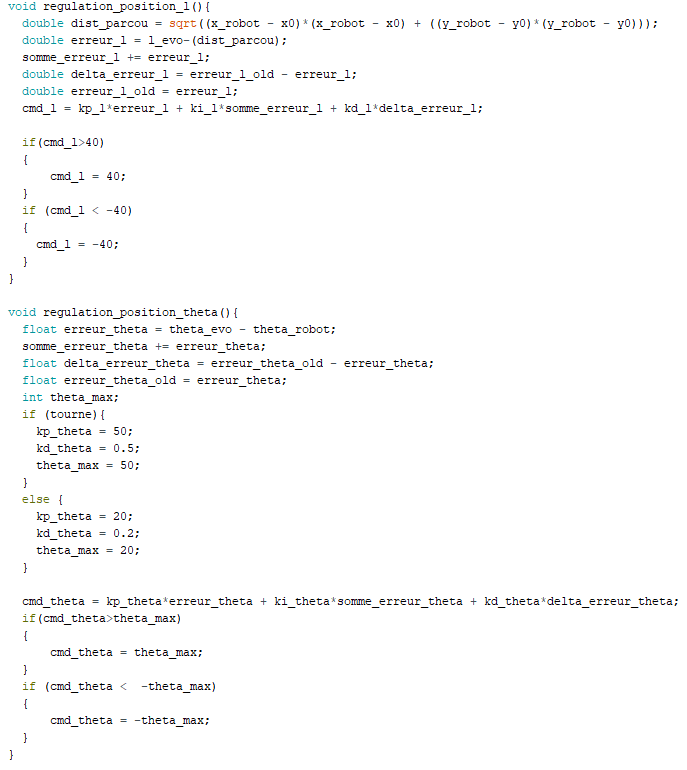 void regulation_position_l(){
  double dist_parcou = sqrt((x_robot - x0)*(x_robot - x0) + ((y_robot - y0)*(y_robot - y0)));
  double erreur_l = l_evo-(dist_parcou);
  somme_erreur_l += erreur_l;
  double delta_erreur_l = erreur_l_old - erreur_l;
  double erreur_l_old = erreur_l;
  cmd_l = kp_l*erreur_l + ki_l*somme_erreur_l + kd_l*delta_erreur_l;

  if(cmd_l>40)
  {
      cmd_l = 40;
  }
  if (cmd_l < -40)
  {
    cmd_l = -40;
  }
}

void regulation_position_theta(){
  float erreur_theta = theta_evo - theta_robot;
  somme_erreur_theta += erreur_theta;
  float delta_erreur_theta = erreur_theta_old - erreur_theta;
  float erreur_theta_old = erreur_theta;
  int theta_max;
  if (tourne){
    kp_theta = 50;
    kd_theta = 0.5;
    theta_max = 50;
  }
  else {
    kp_theta = 20;
    kd_theta = 0.2;
    theta_max = 20;
  }

  cmd_theta = kp_theta*erreur_theta + ki_theta*somme_erreur_theta + kd_theta*delta_erreur_theta;
  if(cmd_theta>theta_max)
  {
      cmd_theta = theta_max;
  }
  if (cmd_theta <  -theta_max)
  {
      cmd_theta = -theta_max;
  }
}